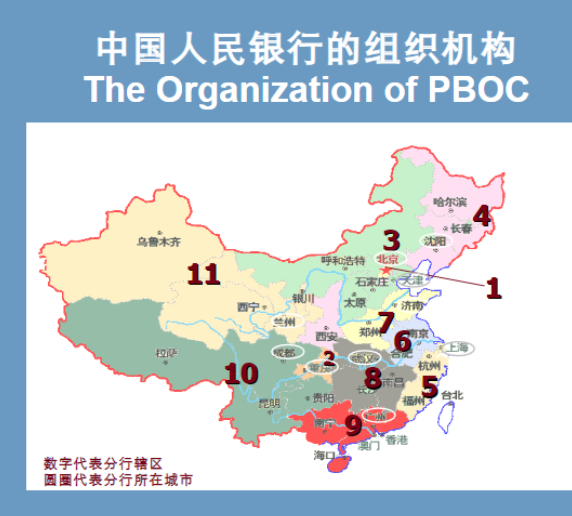 中国人民银行的组织机构
The Organization of PBOC
哈尔滨
4
长春
沈阳
3
乌鲁木齐
呼和浩特
北京
11
石家庄
天津
1
银川
太原
济南
西宁
兰州
7
郑州
西安
南京
6
上海
合肥
拉萨
成都
2
重庆
武汉
杭州
10
8
南昌
5
长沙
贵阳
福州
台北
昆明
广州
9
南宁
香港
澳门
海口
数字代表分行辖区
圆圈代表分行所在城市